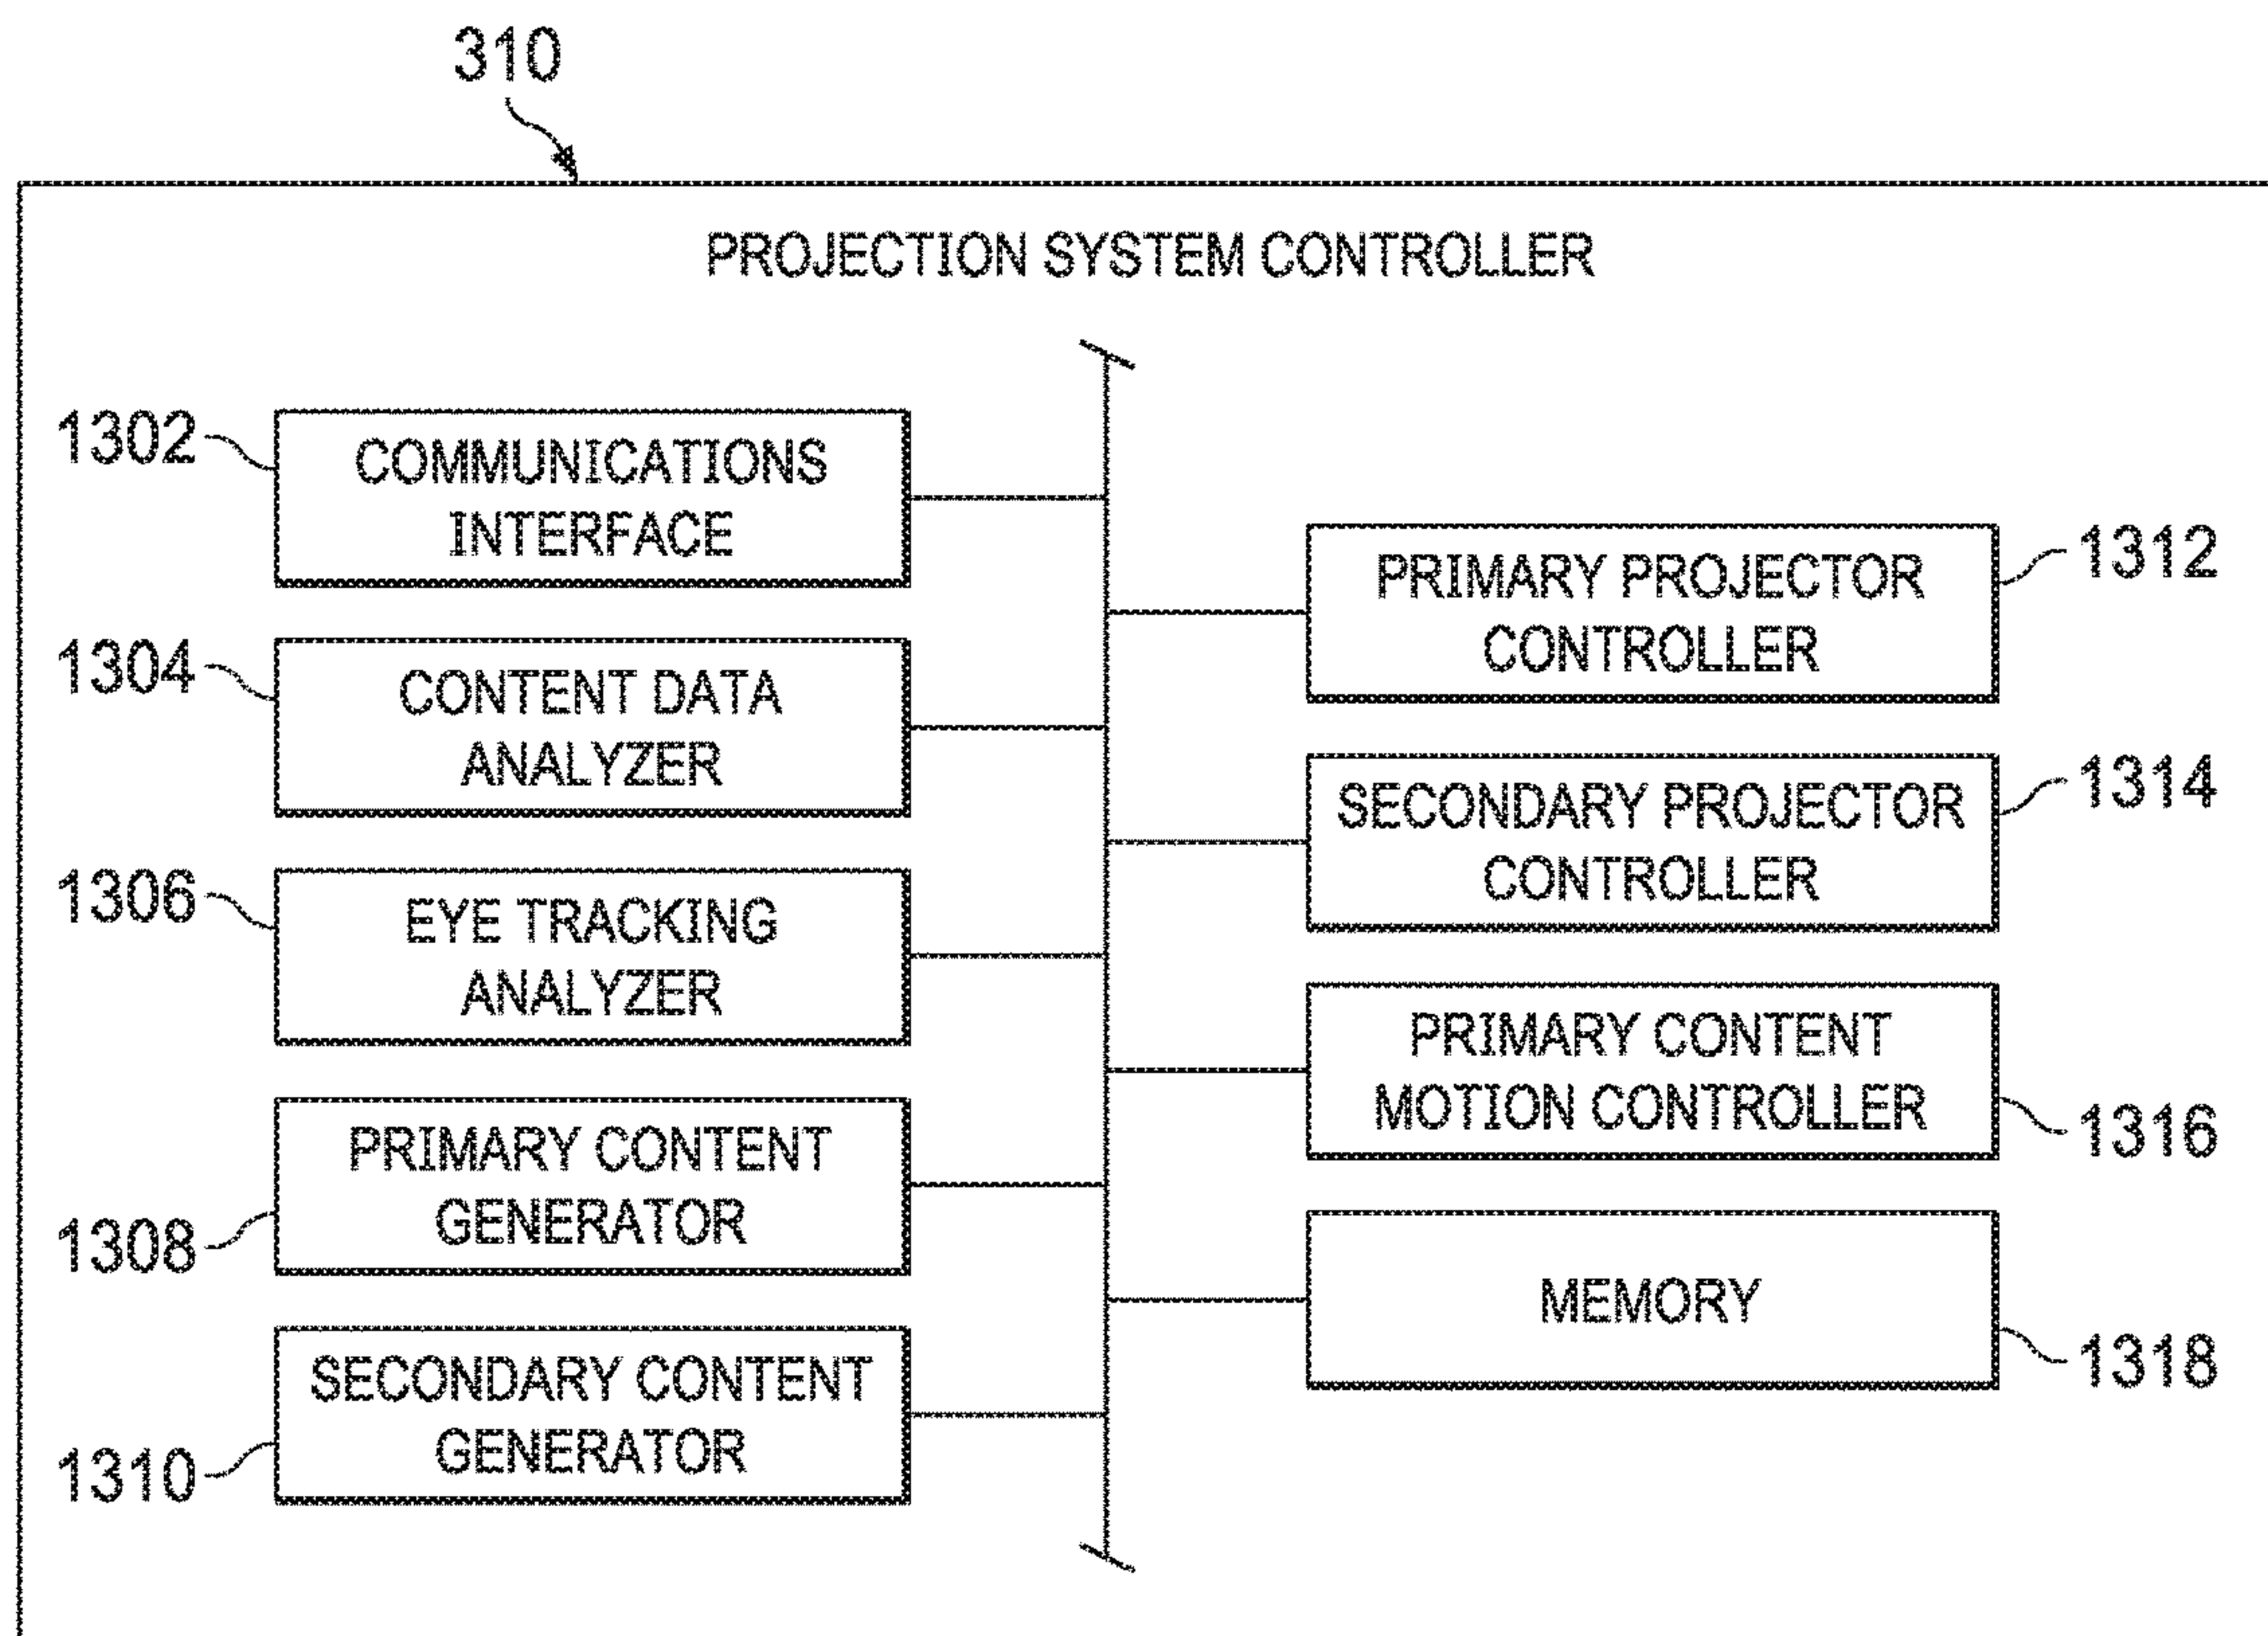 310
PROJECTION SYSTEM CONTROLLER
1302
COMMUNICATIONS
INTERFACE
1304
CONTENT DATA
ANALYZER
1306
EYE TRACKING
ANALYZER
1308
PRIMARY CONTENT
GENERATOR
1310
SECONDARY CONTENT
GENERATOR
1312
PRIMARY PROJECTOR
CONTROLLER
1314
SECONDARY PROJECTOR
CONTROLLER
1316
PRIMARY CONTENT
MOTION CONTROLLER
1318
MEMORY